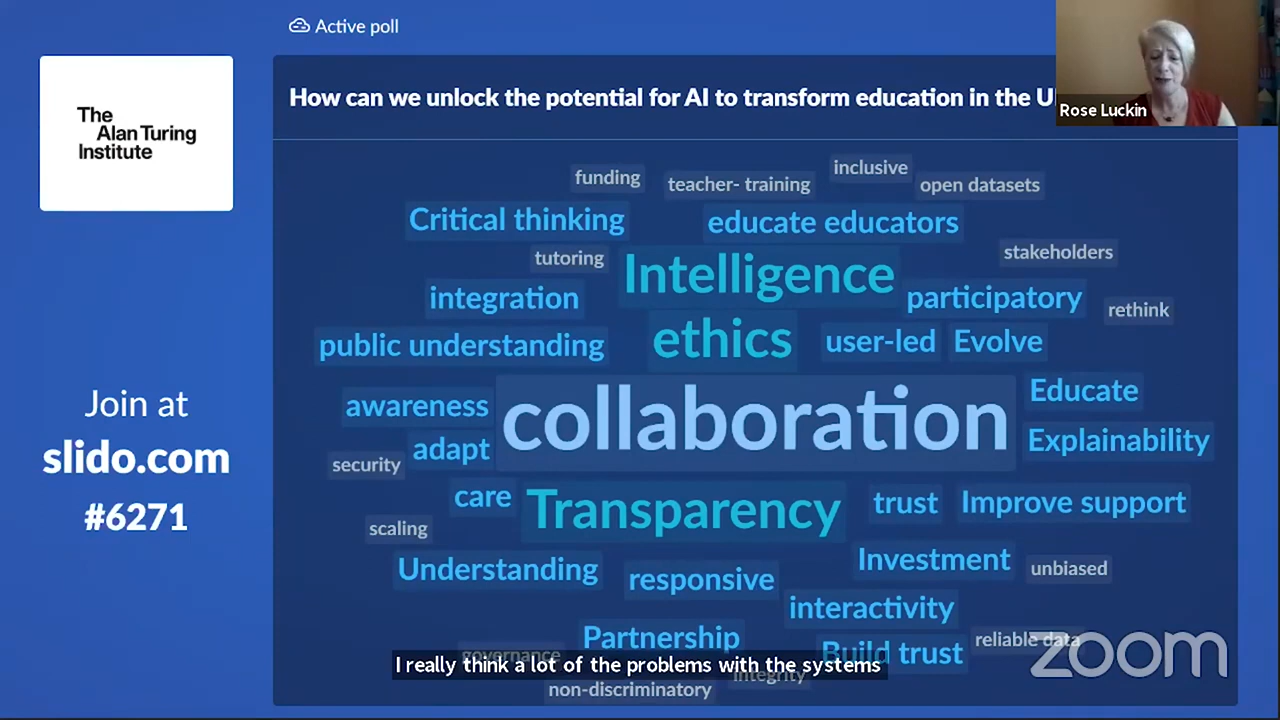 Active poll
The
Alan Turing
Institute
How can we unlock the potential for AI to transform education in the U
Rose Luckin
funding
teacher- training
inclusive
open datasets
Critical thinking
educate educators
tutoring
Intelligence
stakeholders
integration
participatory
rethink
public understanding
ethics
user-led
Evolve
awareness
collaboration
Educate
adapt
Explainability
security
care
Transparency
trust
Improve support
scaling
Understanding
responsive
Investment
unbiased
interactivity
Partnership
Build trust
reliable data
governance
integrity
non-discriminatory
Join at
slido.com
#6271
I really think a lot of the problems with the systems
zoom